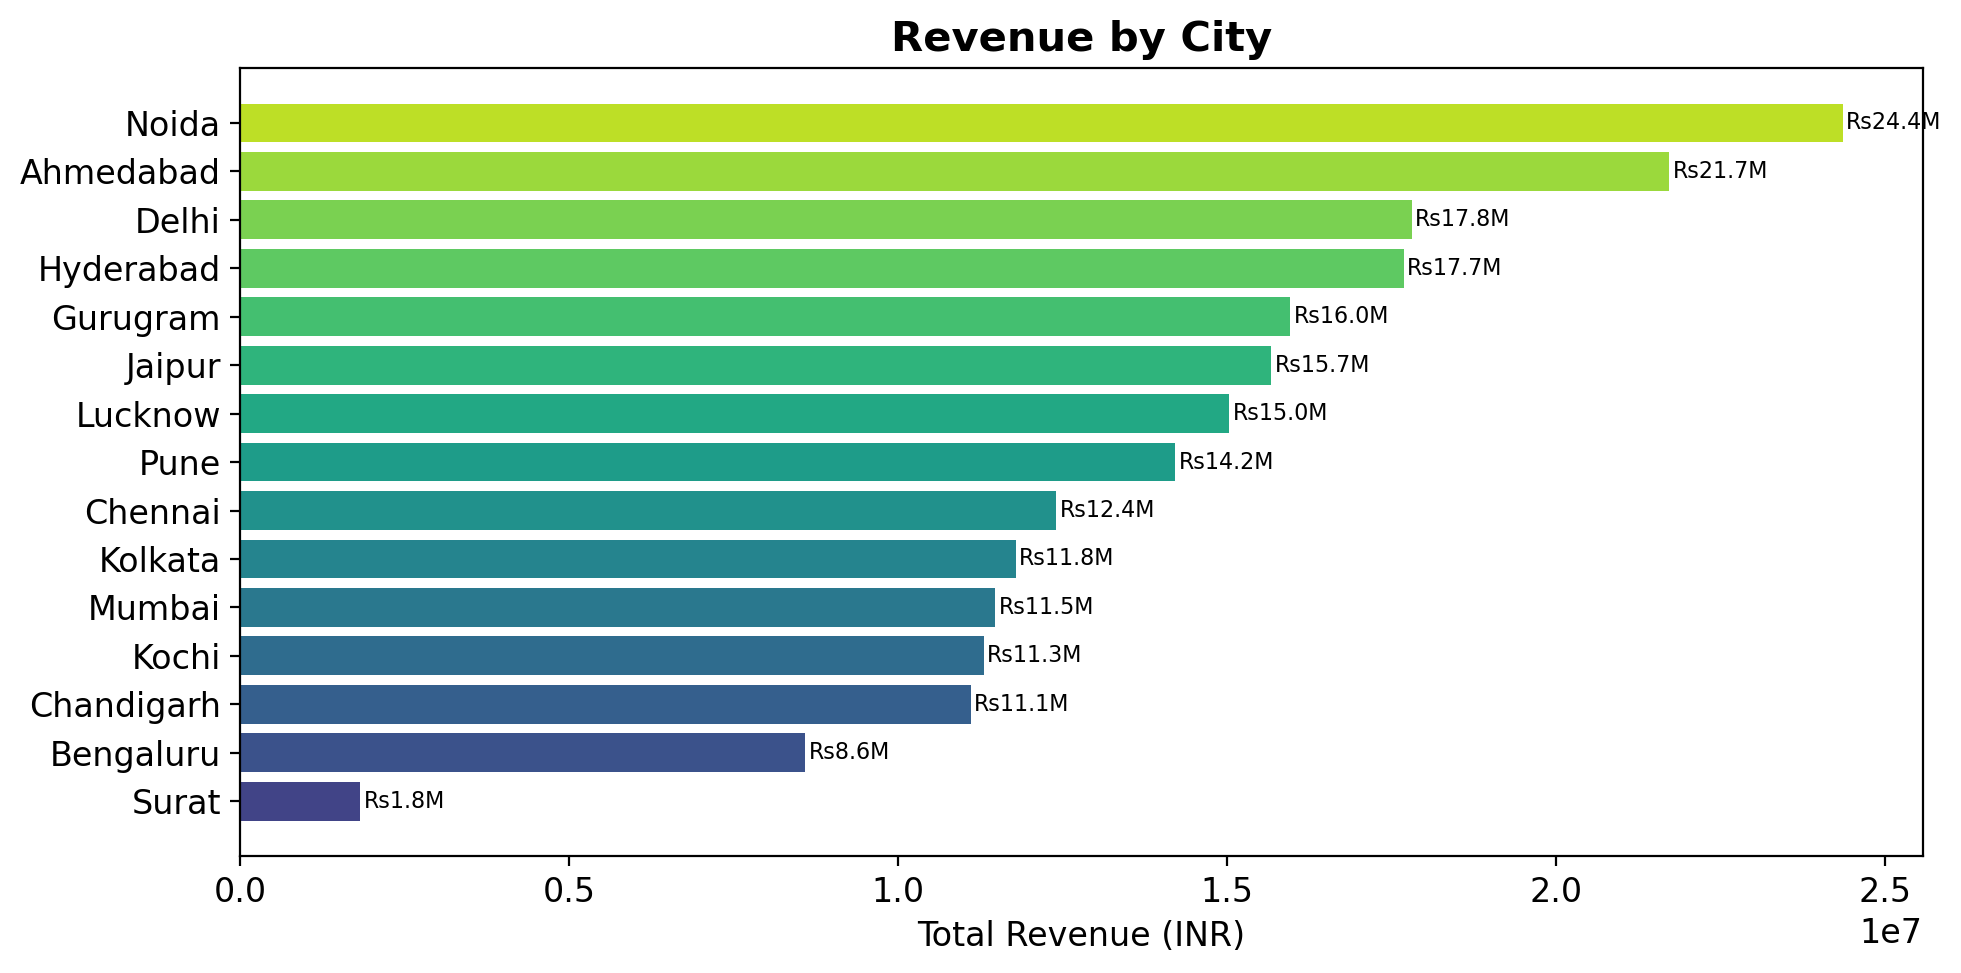 Revenue by City
Noida Rs24.4M
Ahmedabad Rs21.7M
Delhi Rs17.8M
Hyderabad Rs17.7M
Gurugram Rs16.0M
Jaipur Rs15.7M
Lucknow Rs15.0M
Pune Rs14.2M
Chennai Rs12.4M
Kolkata Rs11.8M
Mumbai Rs11.5M
Kochi Rs11.3M
Chandigarh Rs11.1M
Bengaluru Rs8.6M
Surat Rs1.8M
0.0 0.5 1.0 1.5 2.0 2.5
1e7
Total Revenue (INR)